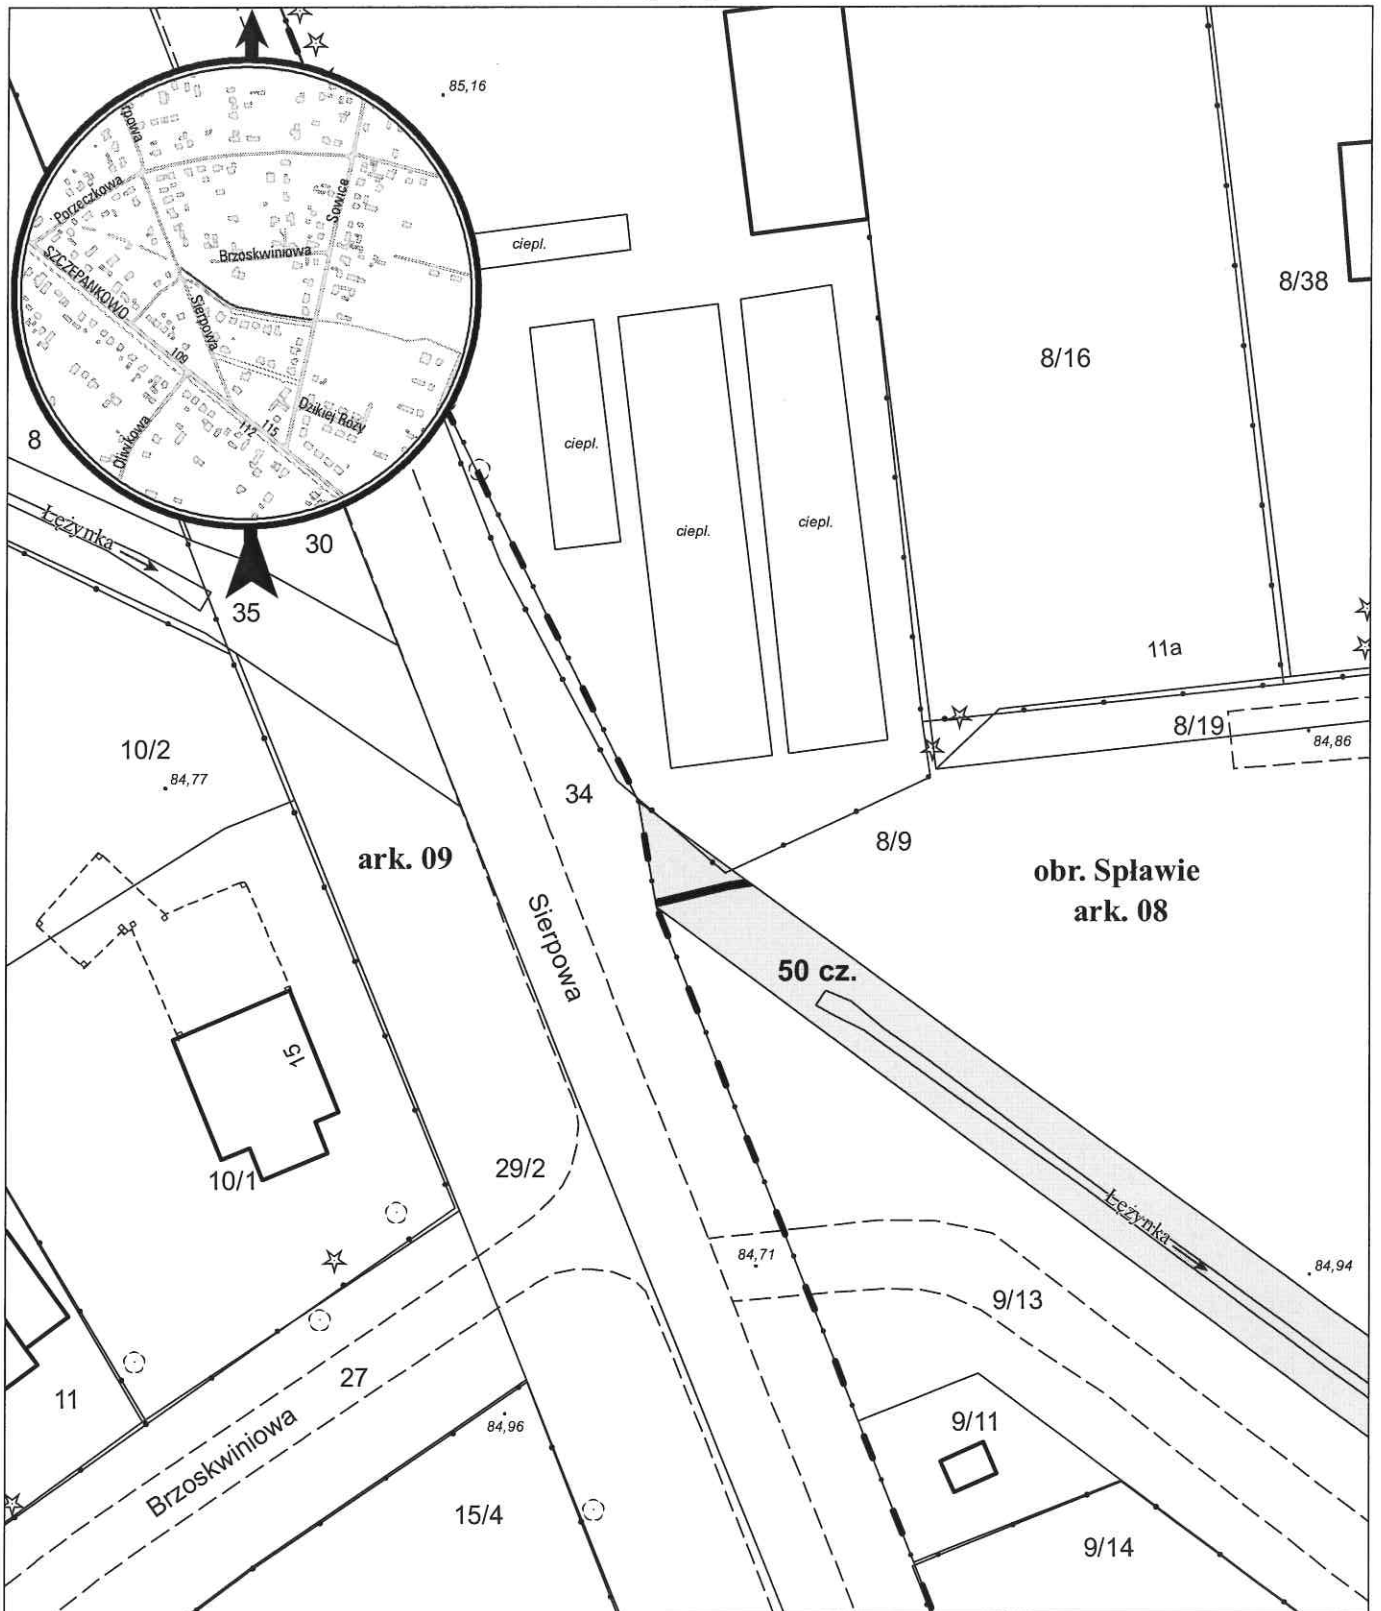 85,16
rpowa
Porzeczkowa
Sowice
SZCZEPANKOWO
Brzoskwiniowa
Sierpowa
109
Dzikiej Róży
112
115
Oliwkowa
ciepl.
8/38
8/16
8
ciepl.
ciepl.
ciepl.
Łężynka
30
35
11a
8/19
84,86
10/2
84,77
34
ark. 09
8/9
obr. Spławie
ark. 08
Sierpowa
50 cz.
15
29/2
10/1
Łężynka
84,71
84,94
9/13
27
11
84,96
9/11
Brzoskwiniowa
15/4
9/14